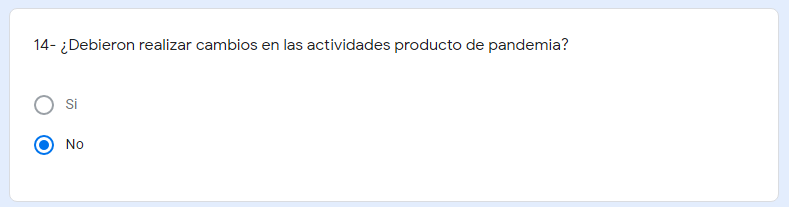 14- ¿Debieron realizar cambios en las actividades producto de pandemia?
Si
No